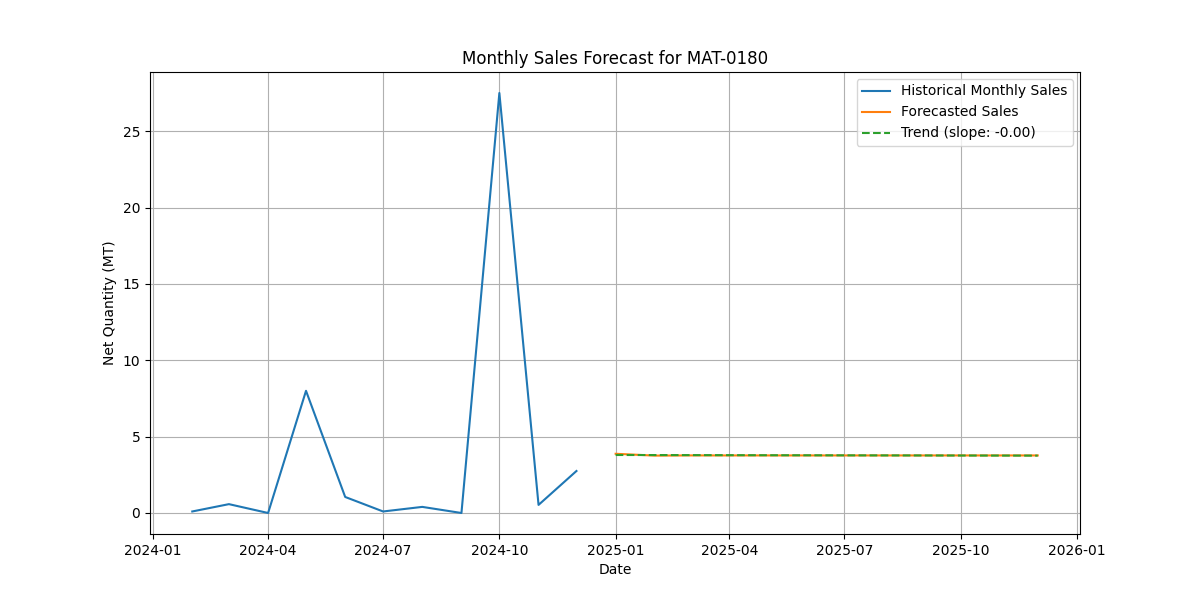 Monthly Sales Forecast for MAT-0180
Historical Monthly Sales
Forecasted Sales
Trend (slope: -0.00)
Net Quantity (MT)
25
20
15
10
5
0
2024-01 2024-04 2024-07 2024-10 2025-01 2025-04 2025-07 2025-10 2026-01
Date